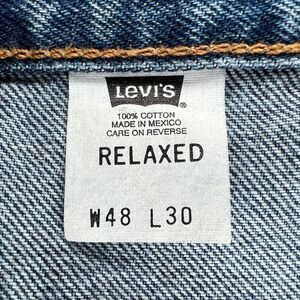 Levi's ®
100% COTTON
MADE IN MEXICO
CARE ON REVERSE
RELAXED
W48 L30